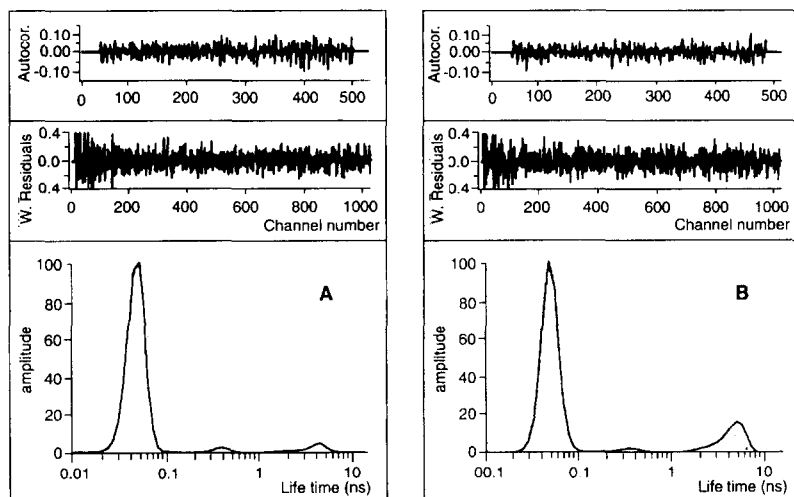 Autocor.
0.10
0.00
-0.10
0 100 200 300 400 500
W. Residuals
0.4
0.0
0.4
0 200 400 600 800 1000
Channel number
A
amplitude
100
80
60
40
20
0
0.01 0.1 1 10
Life time (ns)
Autocor.
0.10
0.00
-0.10
0 100 200 300 400 500
W. Residuals
0.4
0.0
0.4
0 200 400 600 800 1000
Channel number
B
amplitude
100
80
60
40
20
0
00.1 0.1 1 10
Life time (ns)